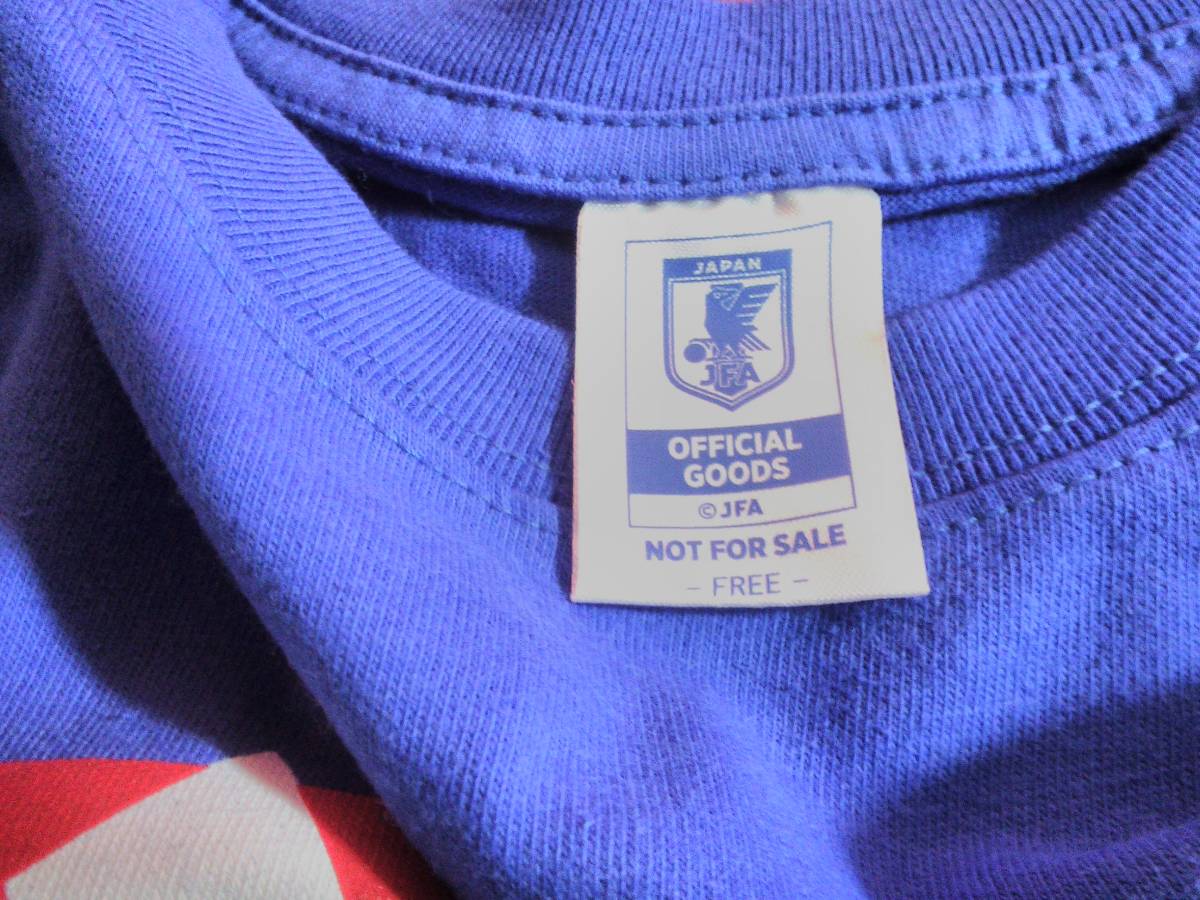 JAPAN
JFA
OFFICIAL
GOODS
©JFA
NOT FOR SALE
- FREE -